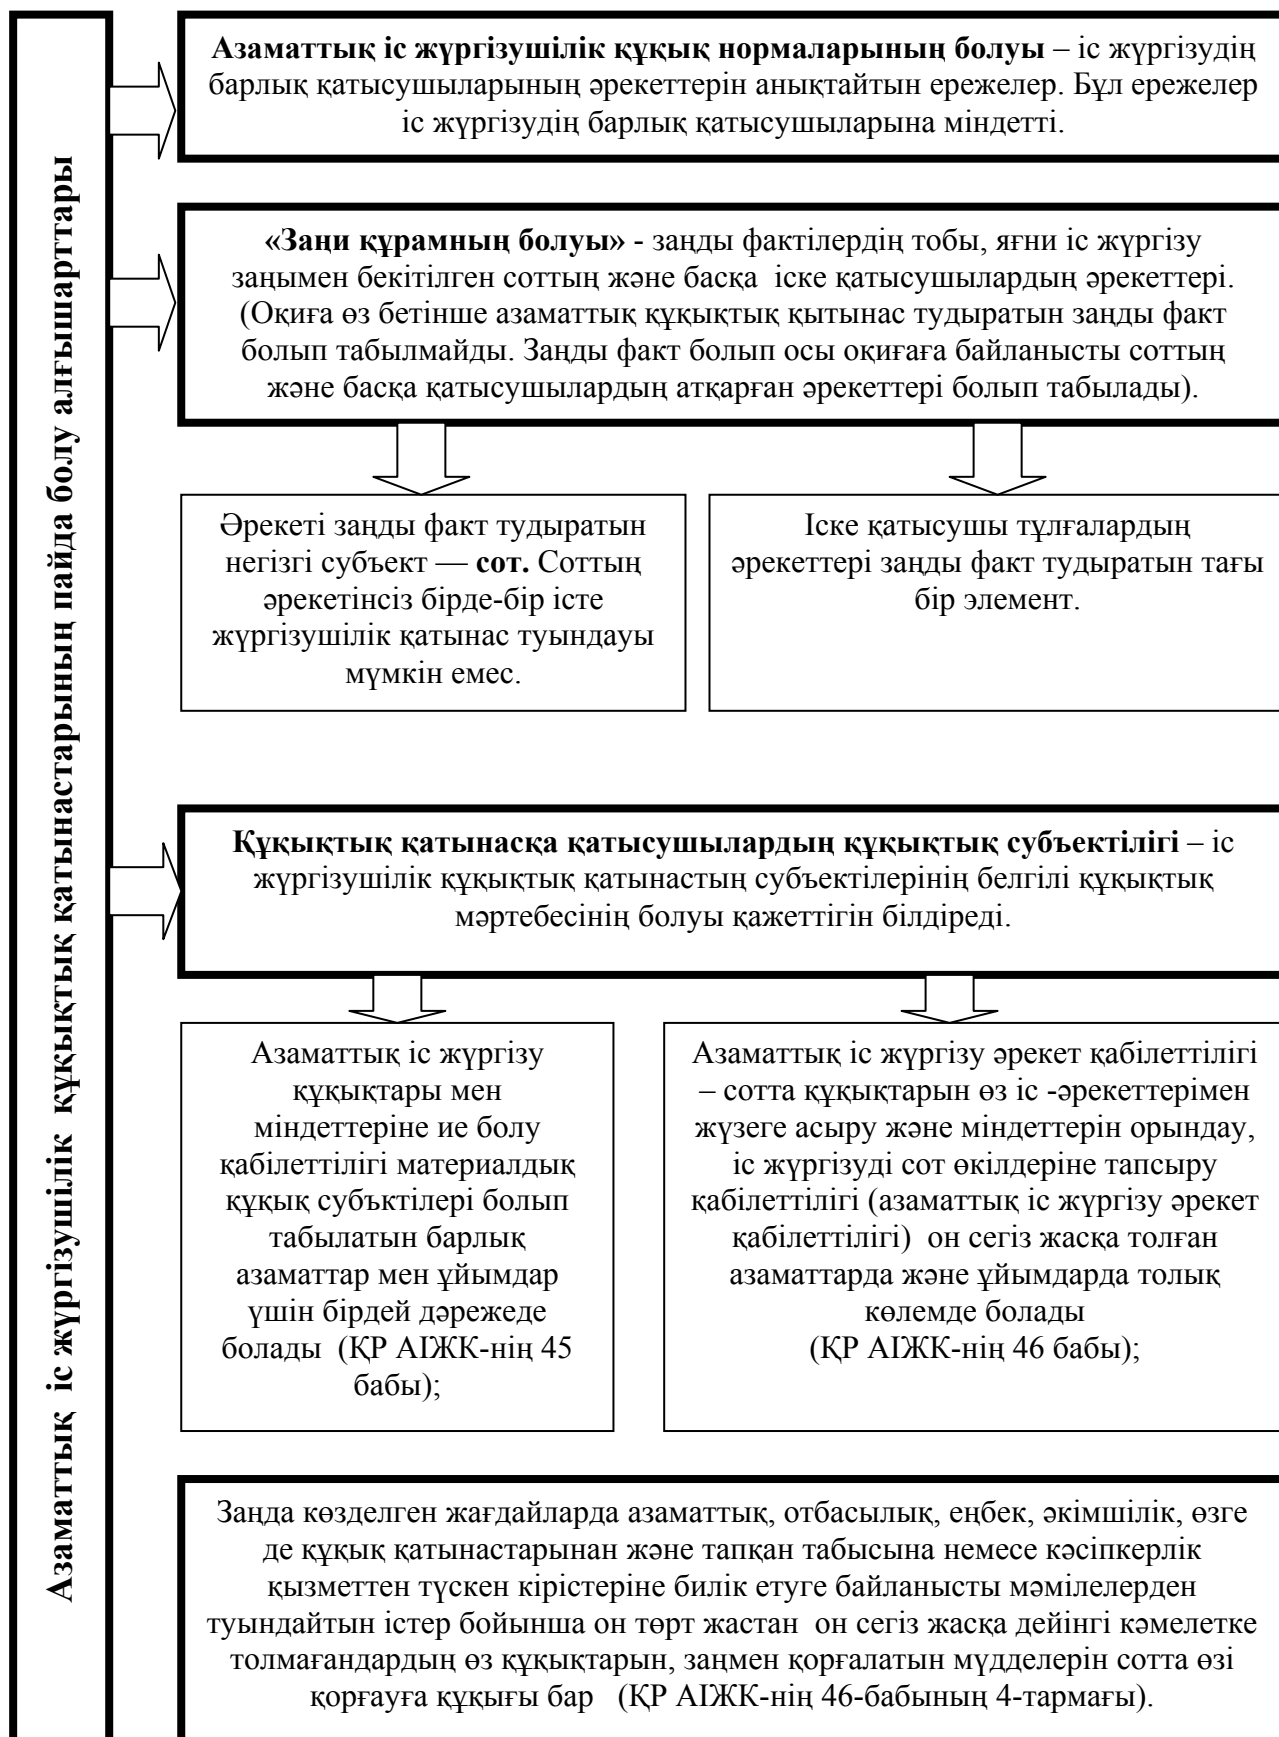 Азаматтық іс жүргізушілік құқықтық қатынастарының пайда болу алғышарттары
Азаматтық іс жүргізушілік құқық нормаларының болуы – іс жүргізудің
барлық қатысушыларының әрекеттерін анықтайтын ережелер. Бұл ережелер
іс жүргізудің барлық қатысушыларына міндетті.
«Заңи құрамның болуы» - заңды фактілердің тобы, яғни іс жүргізу
заңымен бекітілген соттың және басқа іске қатысушылардың әрекеттері.
(Оқиға өз бетінше азаматтық құқықтық қытынас тудыратын заңды факт
болып табылмайды. Заңды факт болып осы оқиғаға байланысты соттың
және басқа қатысушылардың атқарған әрекеттері болып табылады).
Әрекеті заңды факт тудыратын
негізгі субъект — сот. Соттың
әрекетінсіз бірде-бір істе
жүргізушілік қатынас туындауы
мүмкін емес.
Іске қатысушы тұлғалардың
әрекеттері заңды факт тудыратын тағы
бір элемент.
Құқықтық қатынасқа қатысушылардың құқықтық субъектілігі – іс
жүргізушілік құқықтық қатынастың субъектілерінің белгілі құқықтық
мәртебесінің болуы қажеттігін білдіреді.
Азаматтық іс жүргізу
құқықтары мен
міндеттеріне ие болу
қабілеттілігі материалдық
құқық субъктілері болып
табылатын барлық
азаматтар мен ұйымдар
үшін бірдей дәрежеде
болады (ҚР АІЖК-нің 45
бабы);
Азаматтық іс жүргізу әрекет қабілеттілігі
– сотта құқықтарын өз іс -әрекеттерімен
жүзеге асыру және міндеттерін орындау,
іс жүргізуді сот өкілдеріне тапсыру
қабілеттілігі (азаматтық іс жүргізу әрекет
қабілеттілігі) он сегіз жасқа толған
азаматтарда және ұйымдарда толық
көлемде болады
(ҚР АІЖК-нің 46 бабы);
Заңда көзделген жағдайларда азаматтық, отбасылық, еңбек, әкімшілік, өзге
де құқық қатынастарынан және тапқан табысына немесе кәсіпкерлік
қызметтен түскен кірістеріне билік етуге байланысты мәмілелерден
туындайтын істер бойынша он төрт жастан он сегіз жасқа дейінгі кәмелетке
толмағандардың өз құқықтарын, заңмен қорғалатын мүдделерін сотта өзі
қорғауға құқығы бар (ҚР АІЖК-нің 46-бабының 4-тармағы).